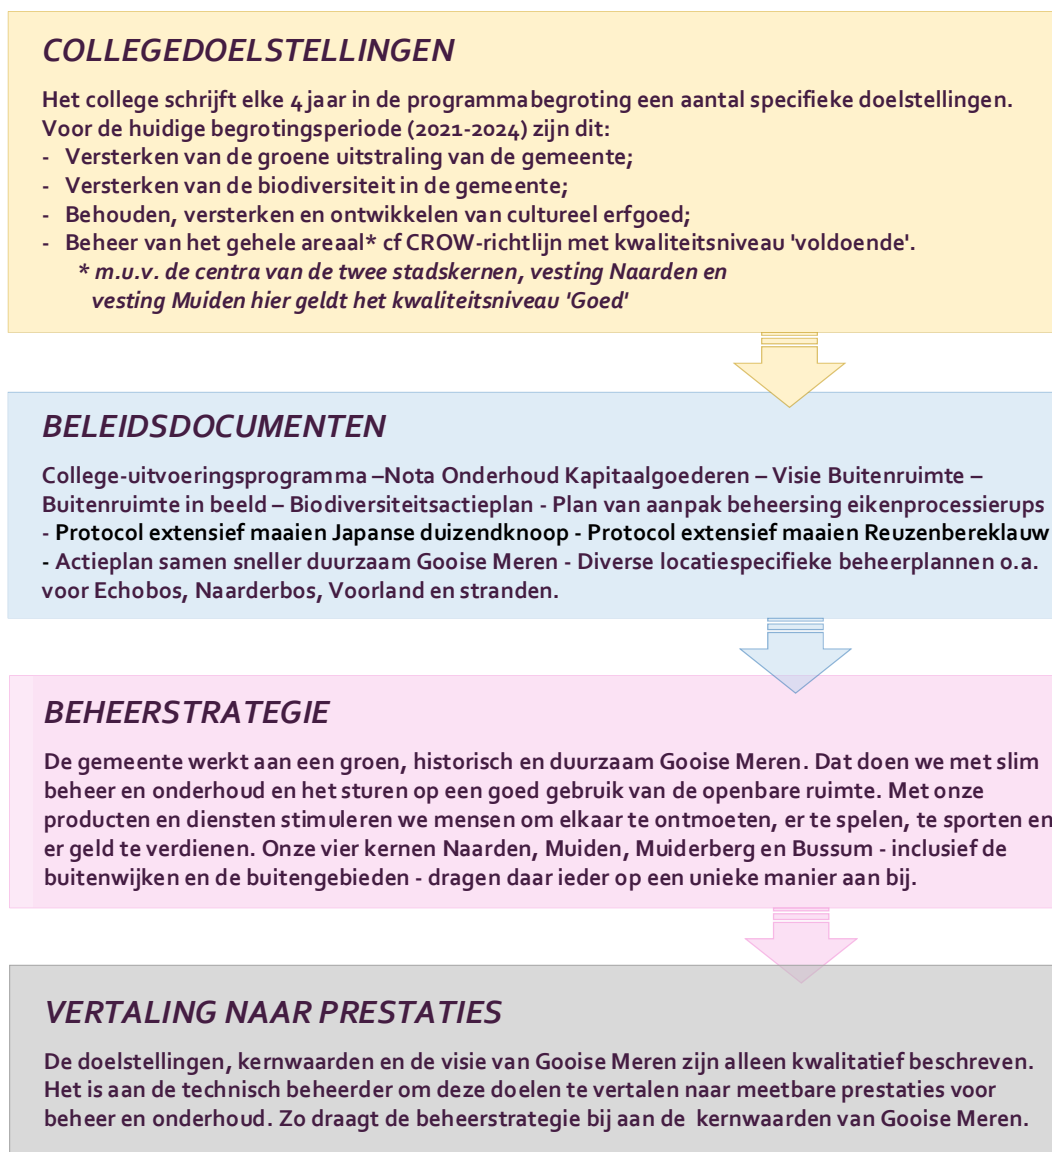 COLLEGEDOELSTELLINGEN
Het college schrijft elke 4 jaar in de programmabegroting een aantal specifieke doelstellingen.
Voor de huidige begrotingsperiode (2021-2024) zijn dit:
- Versterken van de groene uitstraling van de gemeente;
- Versterken van de biodiversiteit in de gemeente;
- Behouden, versterken en ontwikkelen van cultureel erfgoed;
- Beheer van het gehele areaal* cf CROW-richtlijn met kwaliteitsniveau 'voldoende'.
* m.u.v. de centra van de twee stadskernen, vesting Naarden en
vesting Muiden hier geldt het kwaliteitsniveau 'Goed'
BELEIDSDOCUMENTEN
College-uitvoeringsprogramma –Nota Onderhoud Kapitaalgoederen – Visie Buitenruimte –
Buitenruimte in beeld – Biodiversiteitsactieplan - Plan van aanpak beheersing eikenprocessierups
- Protocol extensief maaien Japanse duizendknoop - Protocol extensief maaien Reuzenbereklauw
- Actieplan samen sneller duurzaam Gooise Meren - Diverse locatiespecifieke beheerplannen o.a.
voor Echobos, Naarderbos, Voorland en stranden.
BEHEERSTRATEGIE
De gemeente werkt aan een groen, historisch en duurzaam Gooise Meren. Dat doen we met slim
beheer en onderhoud en het sturen op een goed gebruik van de openbare ruimte. Met onze
producten en diensten stimuleren we mensen om elkaar te ontmoeten, er te spelen, te sporten en
er geld te verdienen. Onze vier kernen Naarden, Muiden, Muiderberg en Bussum - inclusief de
buitenwijken en de buitengebieden - dragen daar ieder op een unieke manier aan bij.
VERTALING NAAR PRESTATIES
De doelstellingen, kernwaarden en de visie van Gooise Meren zijn alleen kwalitatief beschreven.
Het is aan de technisch beheerder om deze doelen te vertalen naar meetbare prestaties voor
beheer en onderhoud. Zo draagt de beheerstrategie bij aan de kernwaarden van Gooise Meren.